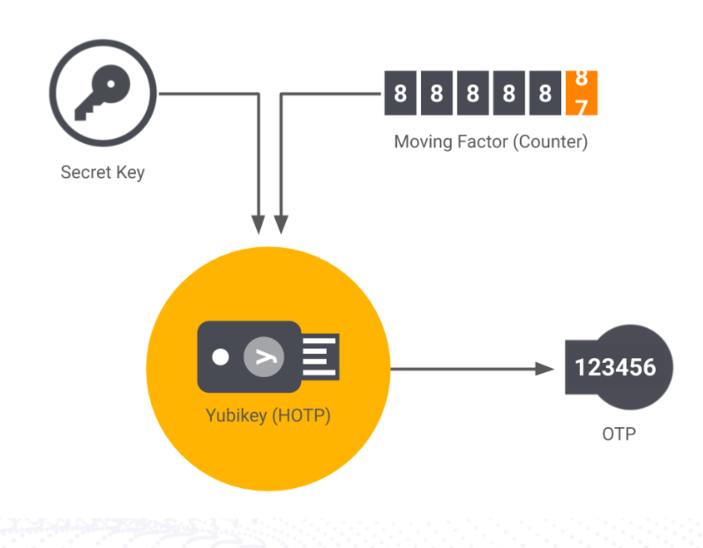 8 8 8 8 8 8
7
Secret Key
Moving Factor (Counter)
y
Yubikey (HOTP)
123456
OTP